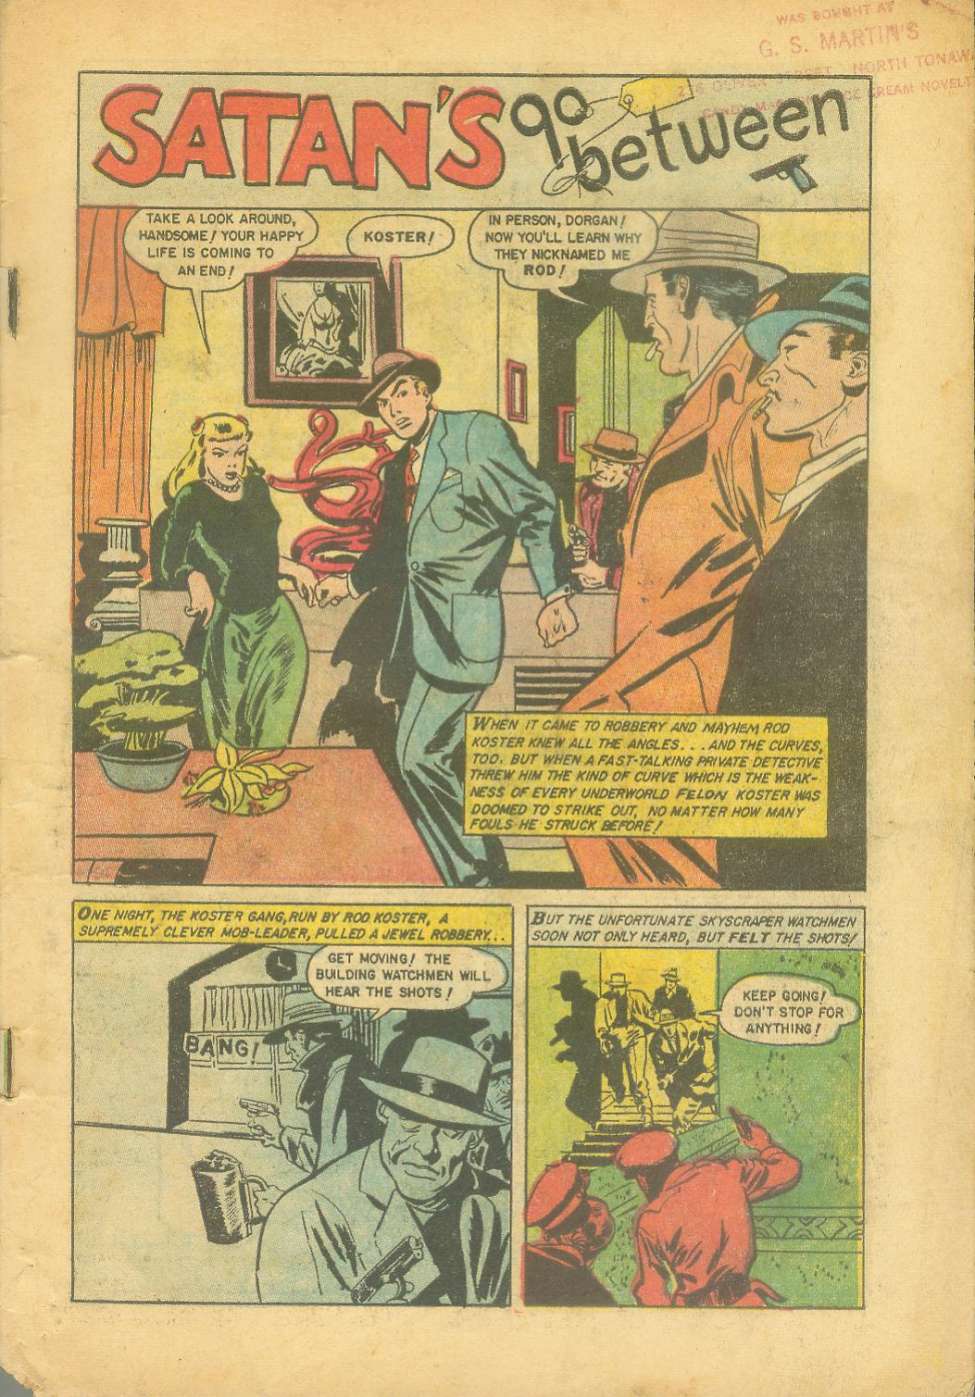 WAS BOUGHT AT
G. S. MARTIN'S
NORTH TONAW
CREAM NOVEL
SATAN'S go
between
TAKE A LOOK AROUND,
HANDSOME! YOUR HAPPY
LIFE IS COMING TO
AN END!
KOSTER!
IN PERSON, DORGAN!
NOW YOU'LL LEARN WHY
THEY NICKNAMED ME
ROD!
WHEN IT CAME TO ROBBERY AND MAYHEM ROD
KOSTER KNEW ALL THE ANGLES... AND THE CURVES,
TOO. BUT WHEN A FAST-TALKING PRIVATE DETECTIVE
THREW HIM THE KIND OF CURVE WHICH IS THE WEAK-
NESS OF EVERY UNDERWORLD FELON KOSTER WAS
DOOMED TO STRIKE OUT, NO MATTER HOW MANY
FOULS HE STRUCK BEFORE!
ONE NIGHT, THE KOSTER GANG, RUN BY ROD KOSTER, A
SUPREMELY CLEVER MOB-LEADER, PULLED A JEWEL ROBBERY...
GET MOVING! THE
BUILDING WATCHMEN WILL
HEAR THE SHOTS!
BANG!
BUT THE UNFORTUNATE SKYSCRAPER WATCHMEN
SOON NOT ONLY HEARD, BUT FELT THE SHOTS!
KEEP GOING!
DON'T STOP FOR
ANYTHING!